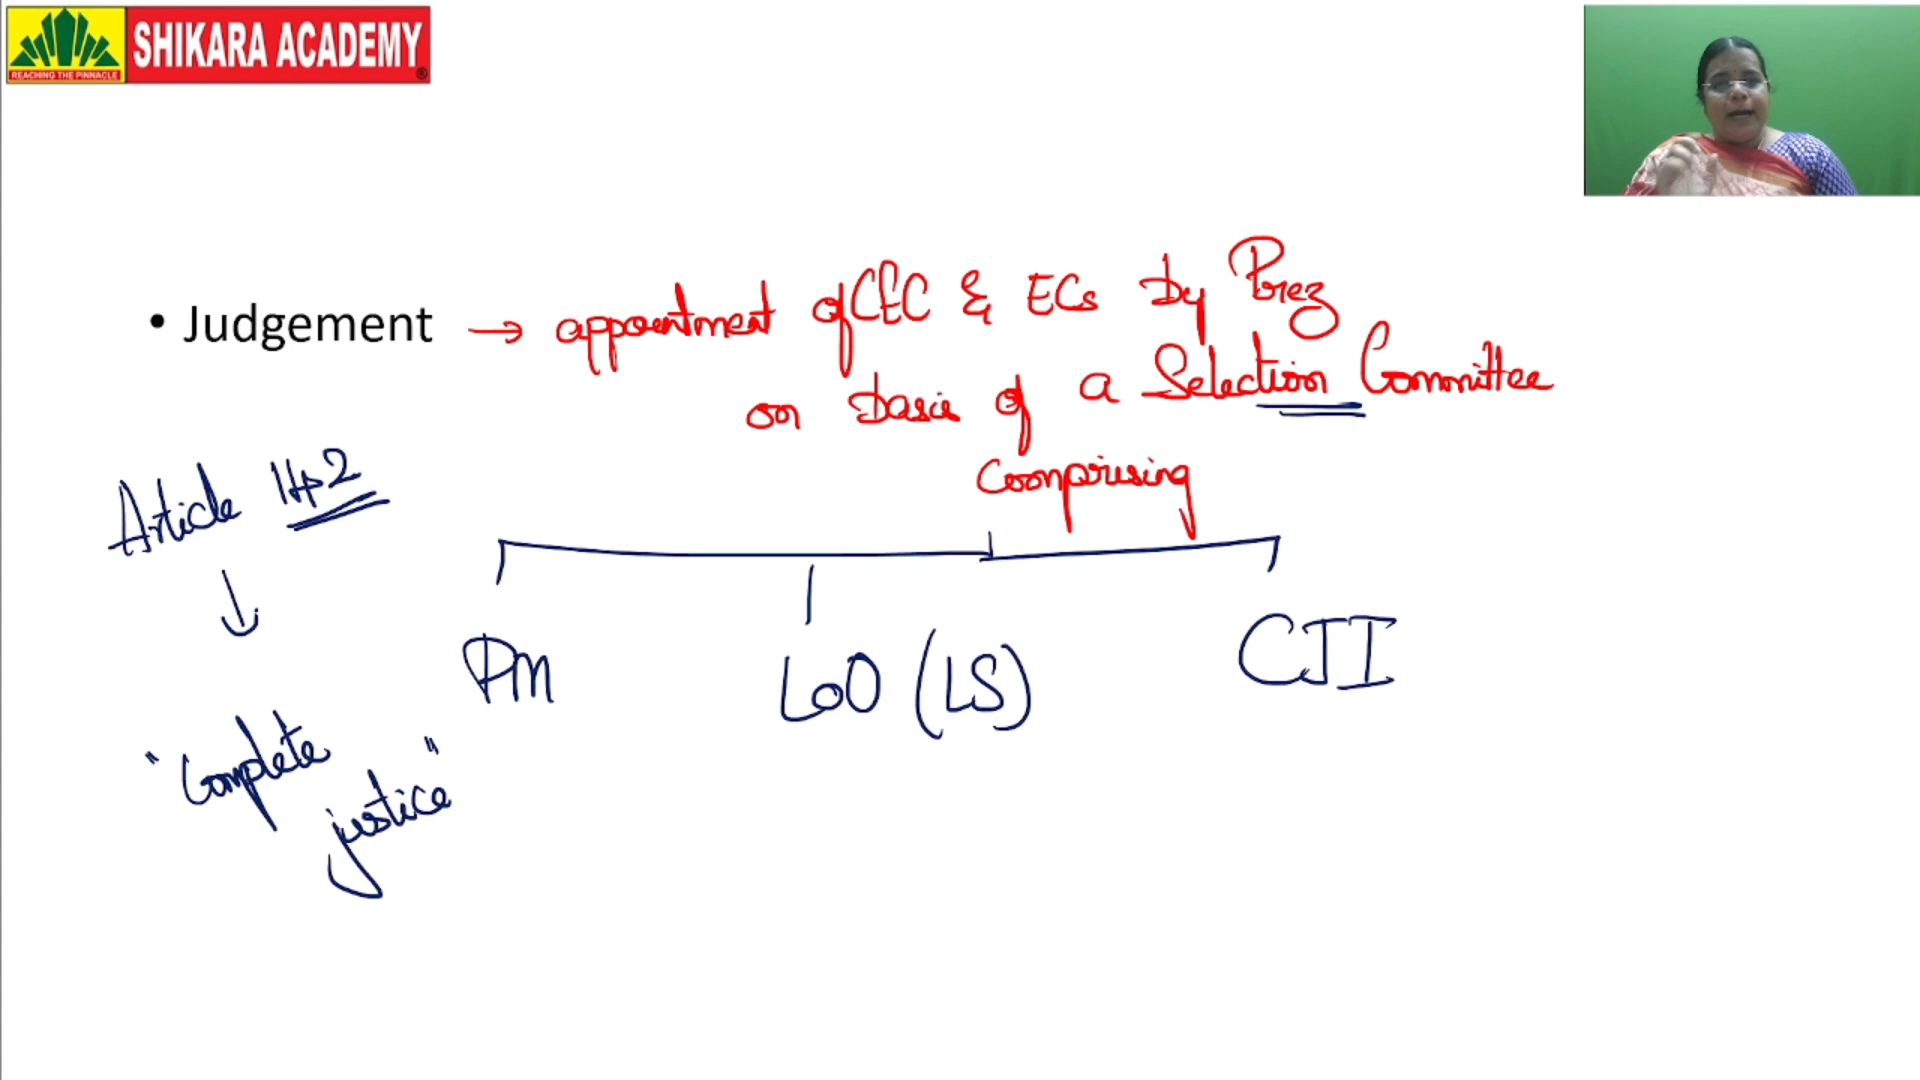 SHIKARA ACADEMY
REACHING THE PINNACLE
• Judgement → appointment of CEC & ECs by Prez
on basis of a Selection Committee
Comprising
Article 142
PM LoO (LS) CJI
"Complete
justice"